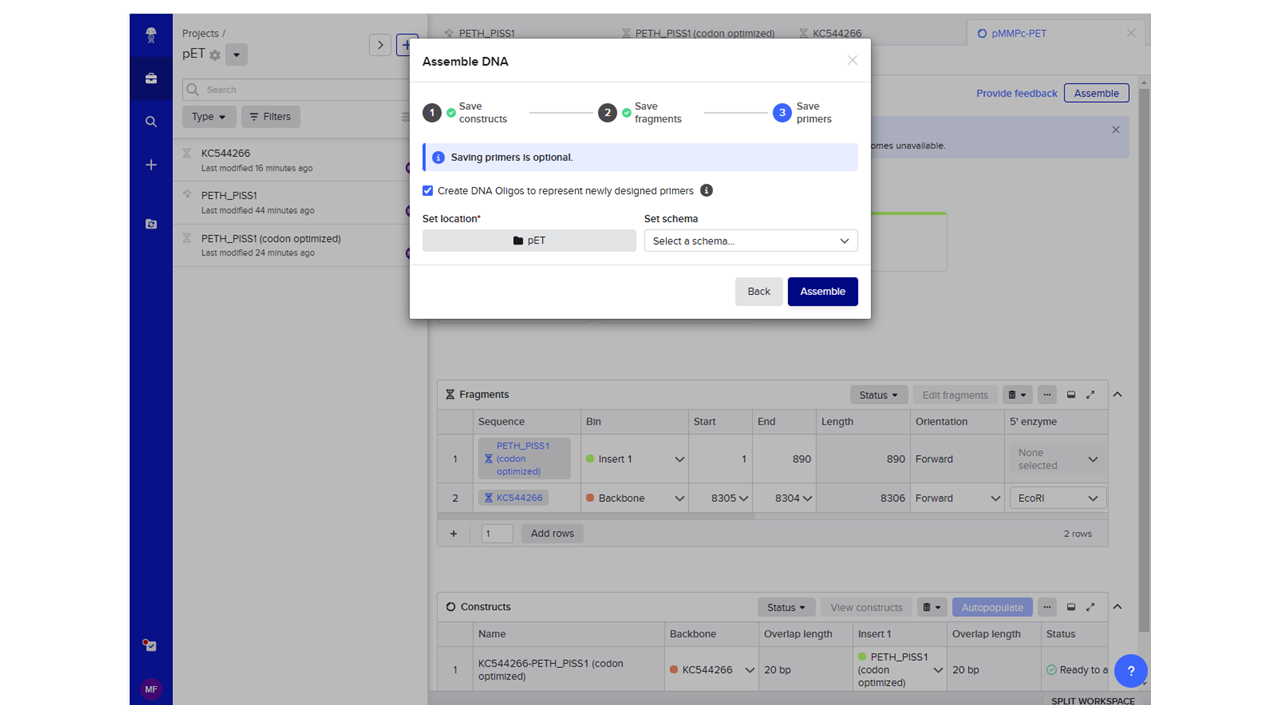 Projects /
pET
Search
Type
Filters
KC544266
Last modified 16 minutes ago
PETH_PISS1
Last modified 44 minutes ago
PETH_PISS1 (codon optimized)
Last modified 24 minutes ago
MF
PETH_PISS1
PETH_PISS1 (codon optimized)
KC544266
pMMPc-PET
Provide feedback
Assemble
omes unavailable.
Assemble DNA
1
Save
constructs
2
Save
fragments
3
Save
primers
Saving primers is optional.
Create DNA Oligos to represent newly designed primers
Set location*
Set schema
pET
Select a schema...
Back
Assemble
Fragments
Status
Edit fragments
Sequence Bin Start End Length Orientation 5' enzyme
1 PETH_PISS1 (codon optimized) Insert 1 1 890 890 Forward None selected
2 KC544266 Backbone 8305 8304 8306 Forward EcoRI
1
Add rows
2 rows
Constructs
Status
View constructs
Autopopulate
Name Backbone Overlap length Insert 1 Overlap length Status
1 KC544266-PETH_PISS1 (codon optimized) KC544266 20 bp PETH_PISS1 (codon optimized) 20 bp Ready to a
?
SPLIT WORKSPACE